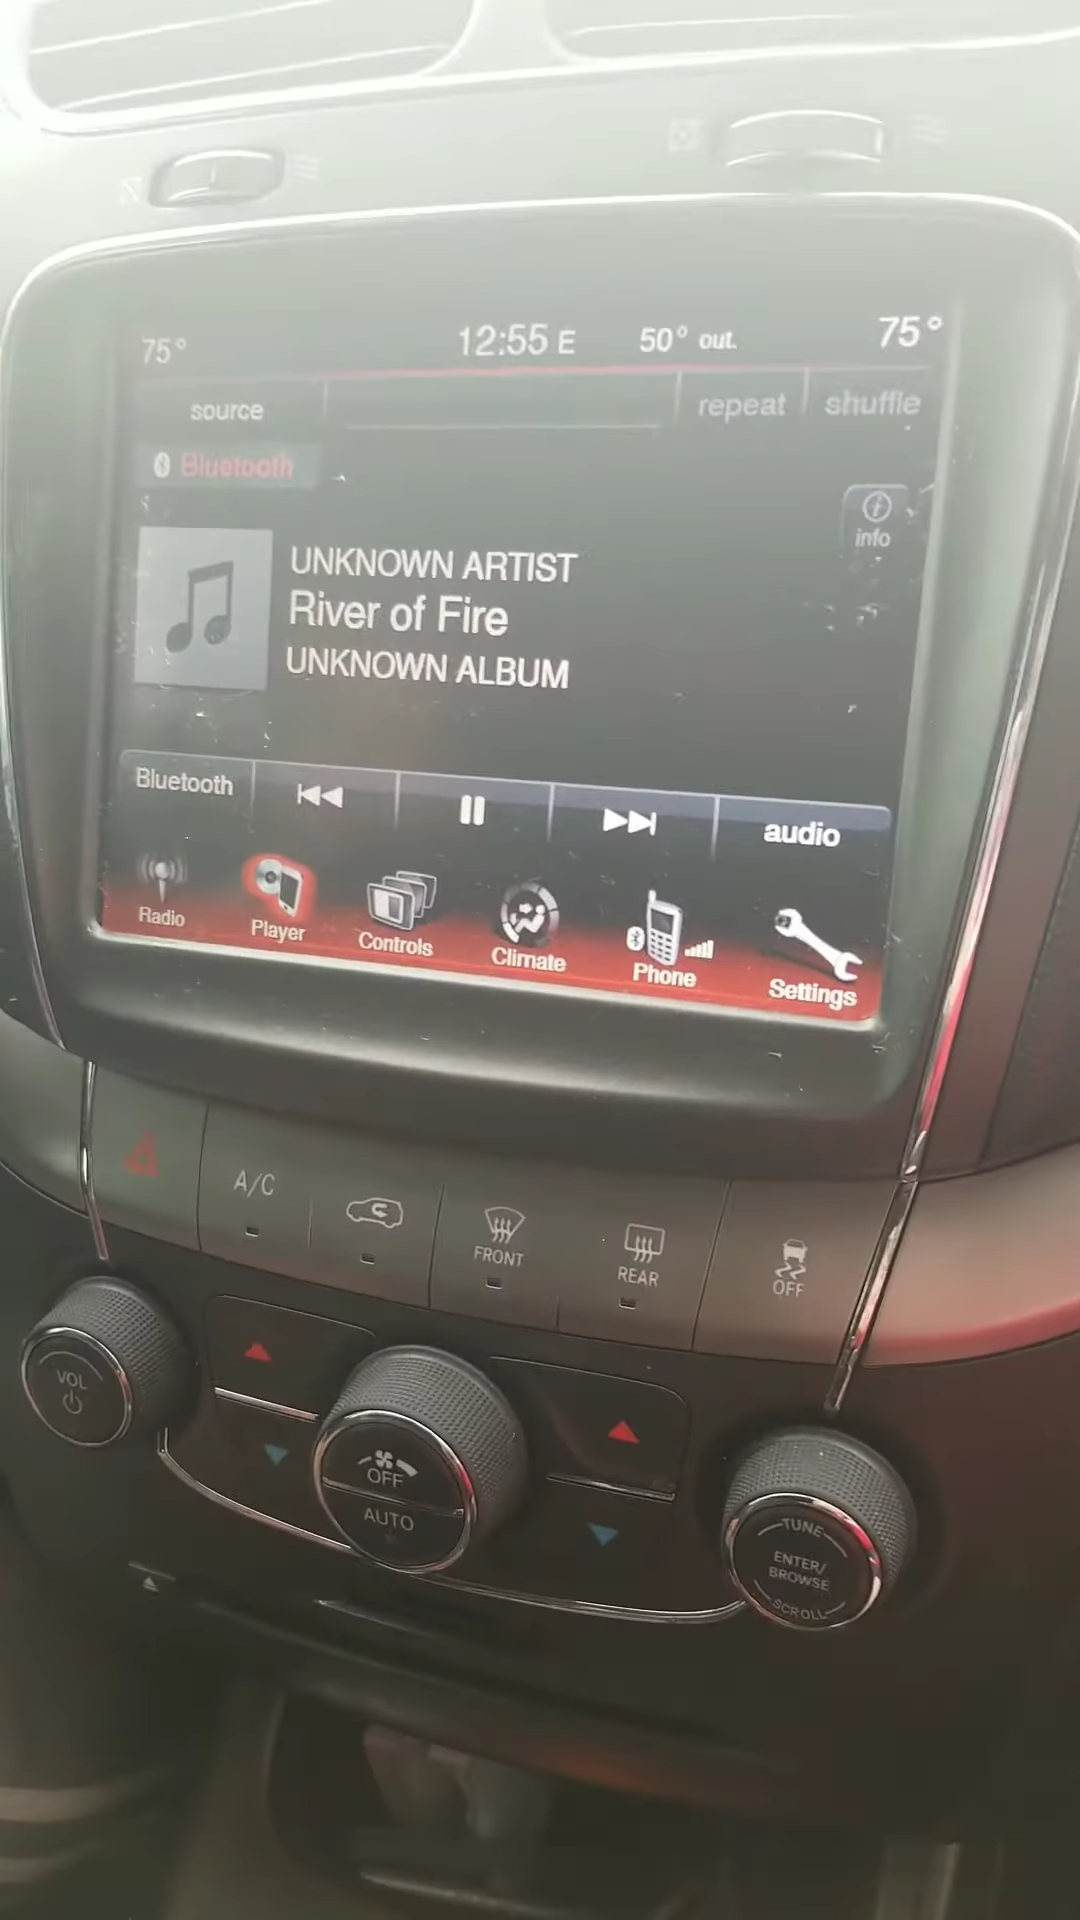 75° 12:55 E 50° out. 75°
source repeat shuffle
Bluetooth
info
UNKNOWN ARTIST
River of Fire
UNKNOWN ALBUM
Bluetooth audio
Radio Player Controls Climate Phone Settings
A/C FRONT REAR OFF
VOL
OFF
AUTO
TUNE
ENTER/
BROWSE
SCROLL